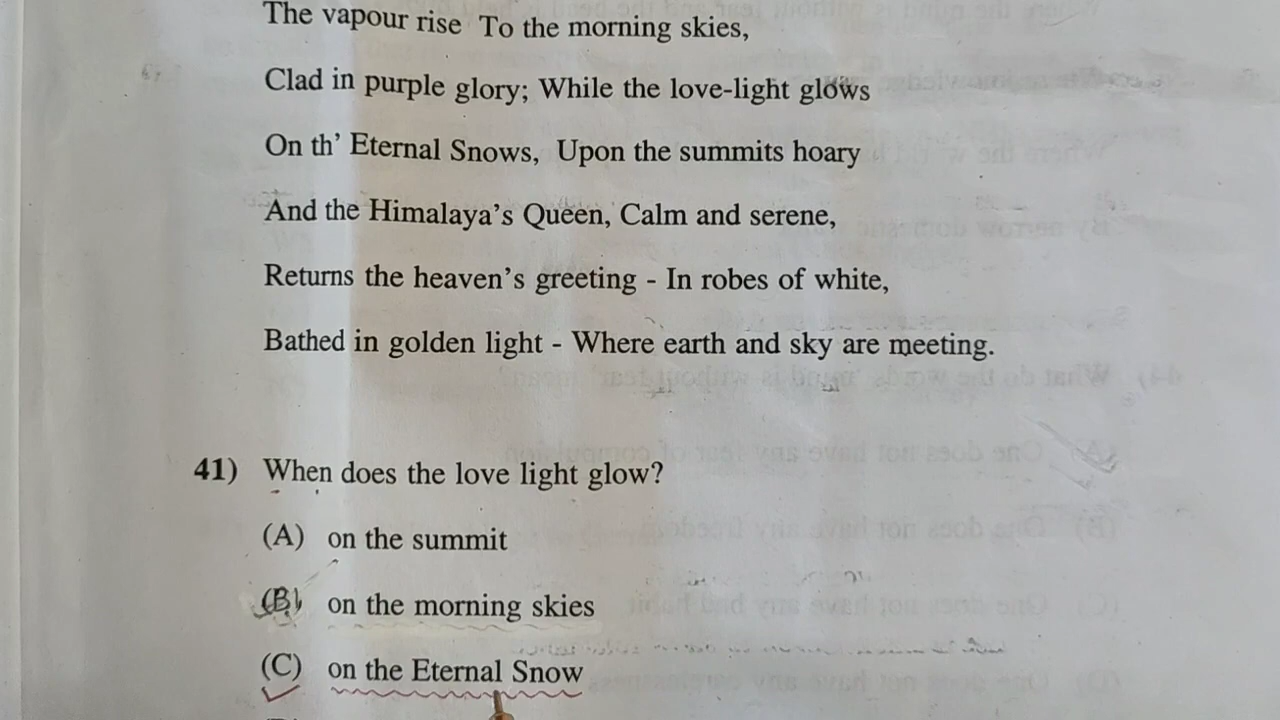 The vapour rise To the morning skies,
Clad in purple glory; While the love-light glows
On th' Eternal Snows, Upon the summits hoary
And the Himalaya's Queen, Calm and serene,
Returns the heaven's greeting - In robes of white,
Bathed in golden light - Where earth and sky are meeting.
41) When does the love light glow?
(A) on the summit
(B) on the morning skies
(C) on the Eternal Snow